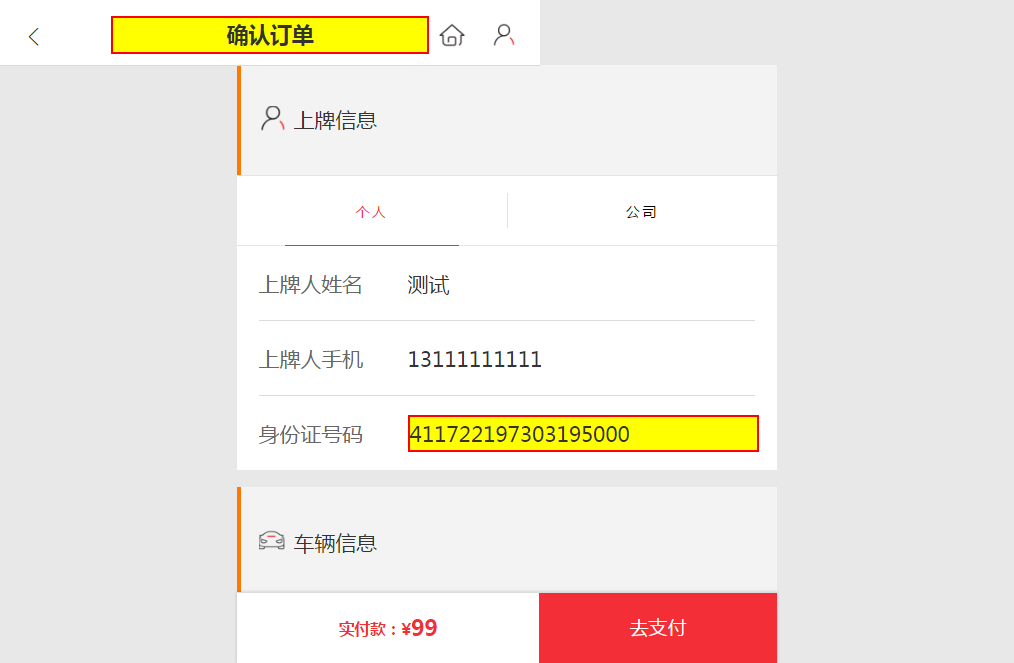 确认订单
上牌信息
个人 公司
上牌人姓名 测试
上牌人手机 13111111111
身份证号码 411722197303195000
车辆信息
实付款：¥99 去支付